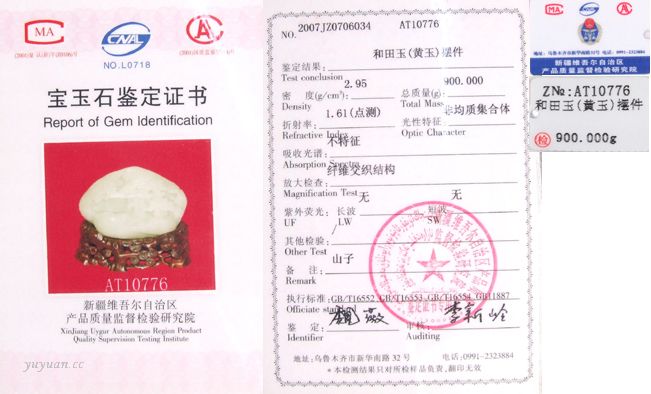 MA
CNAL
NO.L0718
宝玉石鉴定证书
Report of Gem Identification
AT10776
新疆维吾尔自治区
产品质量监督检验研究院
Xinjiang Uygur Autonomous Region Product
Quality Supervision Testing Institute
yuyuan.cc
NO. 2007JZ0706034 AT10776
和田玉(黄玉)摆件
鉴定结果:
Test conclusion
2.95 900.000
密 度(g/cm³) 总质量(g)
Density Total Mass
1.61(点测) 非均质集合体
折射率: 光性特征
Refractive Index Optic Character
不特征
吸收光谱:
Absorption Spectra
纤维交织结构
放大检查:
Magnification Test
无 无
紫外荧光: 长波 短波
UF /LW SW
其他检验:
Other Test
山子
备 注:
Remark
执行标准:GB/T16552、GB/T16553、GB/T16554、GB11887
Officiate standard
鉴 定: 审核:
Identifier Auditing
地址:乌鲁木齐市新华南路32号 电话:0991-2323884
*本检测结果只对所检样品负责,翻印无效
新疆维吾尔自治区
产品质量监督检验研究院
Z№:AT10776
和田玉(黄玉)摆件
检 900.000g